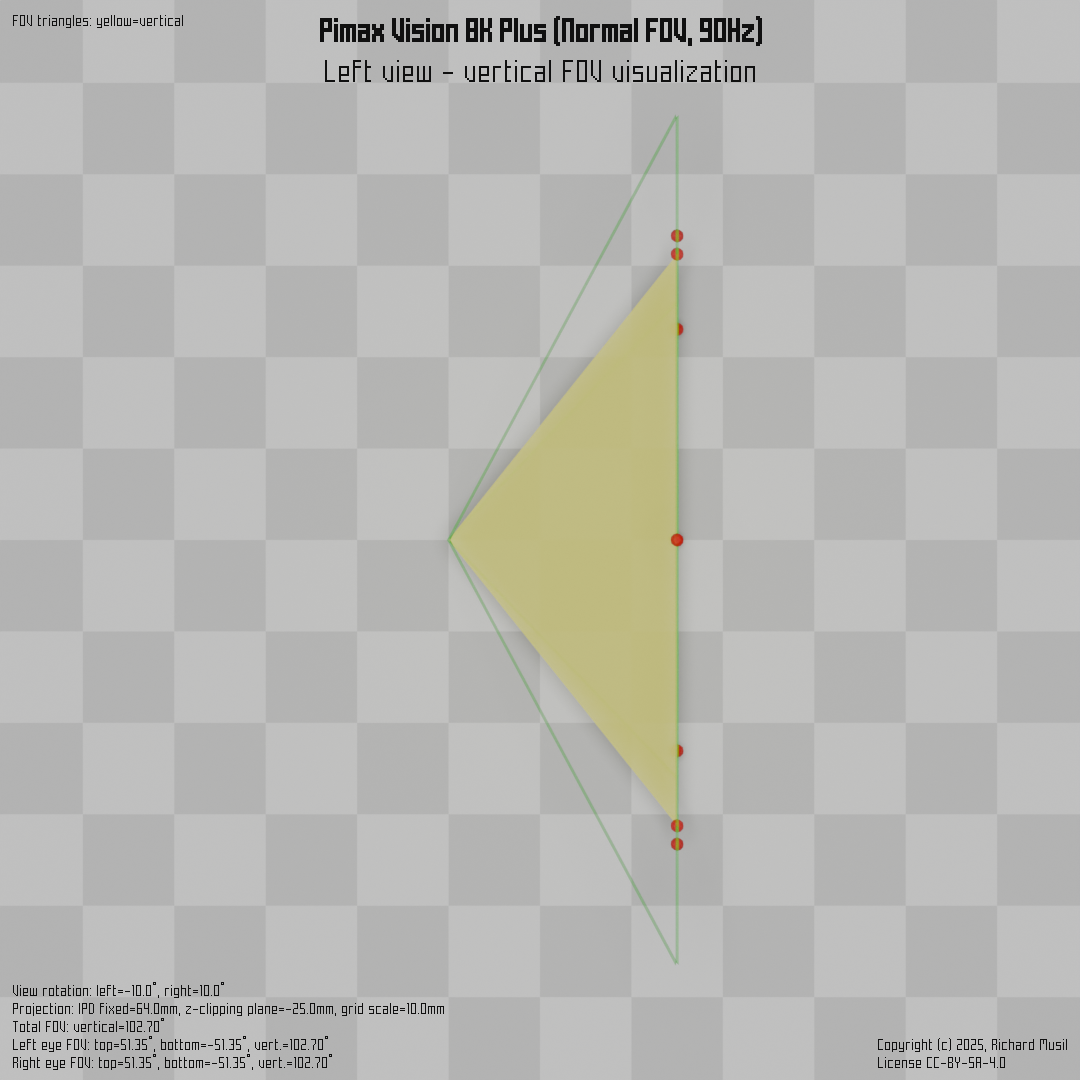 FOV triangles: yellow=vertical
Pimax Vision 8K Plus (Normal FOV, 90Hz)
Left view - vertical FOV visualization
View rotation: left=-10.0°, right=10.0°
Projection: IPD fixed=64.0mm, z-clipping plane=-25.0mm, grid scale=10.0mm
Total FOV: vertical=102.70°
Left eye FOV: top=51.35°, bottom=-51.35°, vert.=102.70°
Right eye FOV: top=51.35°, bottom=-51.35°, vert.=102.70°
Copyright (c) 2025, Richard Musil
License CC-BY-SA-4.0